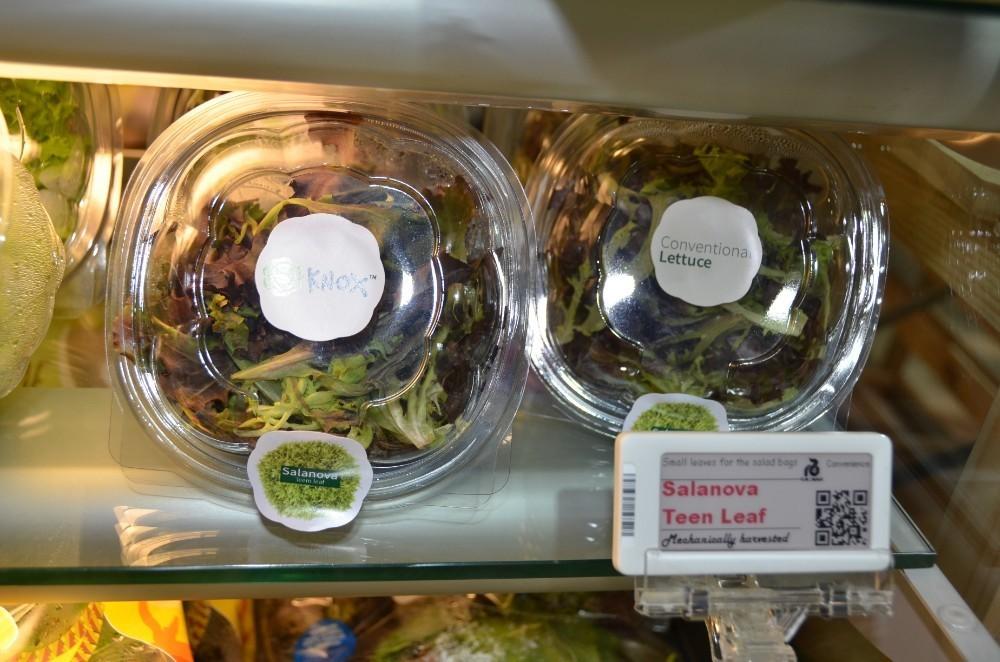 KNOX™
Conventional
Lettuce
Salanova
Teen leaf
Small leaves for the salad bags
Convenience
Salanova
Teen Leaf
Mechanically harvested